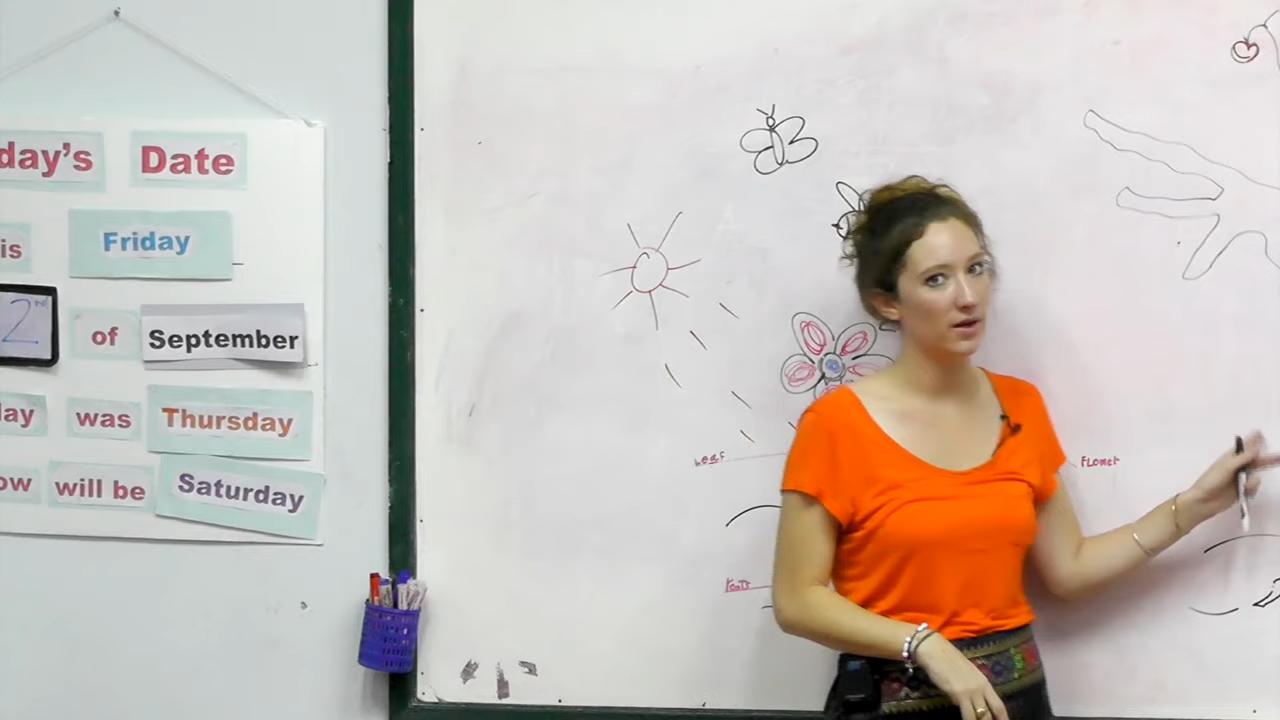 day's Date
is Friday
2nd of September
day was Thursday
ow will be Saturday
Leaf
Flower
Roots